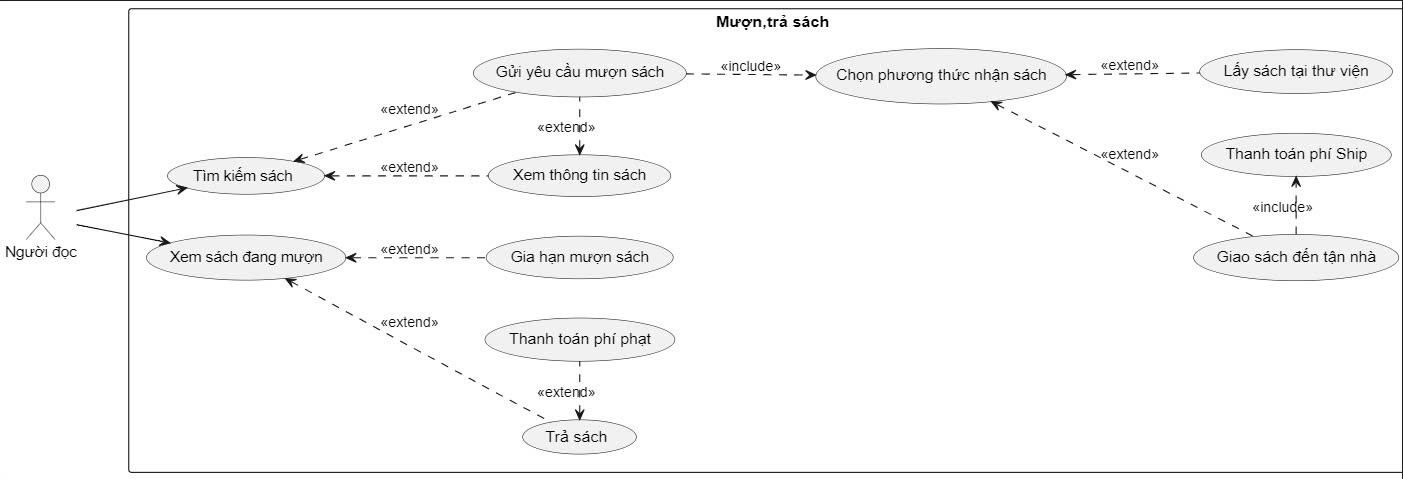 Mượn,trả sách
Gửi yêu cầu mượn sách
«include»
Chọn phương thức nhận sách
«extend»
Lấy sách tại thư viện
«extend»
«extend»
«extend»
Thanh toán phí Ship
Tìm kiếm sách
«extend»
Xem thông tin sách
«include»
Người đọc
Xem sách đang mượn
«extend»
Gia hạn mượn sách
Giao sách đến tận nhà
«extend»
Thanh toán phí phạt
«extend»
Trả sách